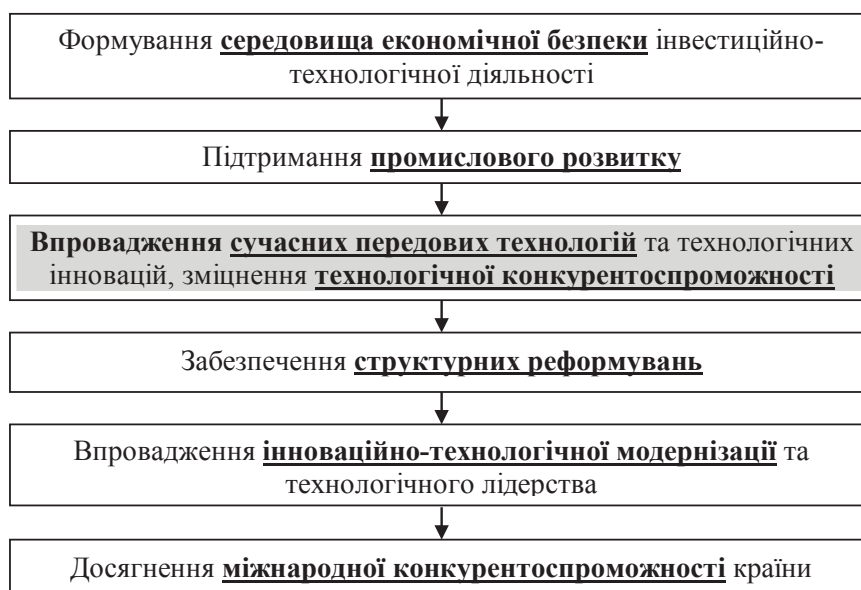 Формування середовища економічної безпеки інвестиційно-
технологічної діяльності
Підтримання промислового розвитку
Впровадження сучасних передових технологій та технологічних
інновацій, зміцнення технологічної конкурентоспроможності
Забезпечення структурних реформувань
Впровадження інноваційно-технологічної модернізації та
технологічного лідерства
Досягнення міжнародної конкурентоспроможності країни